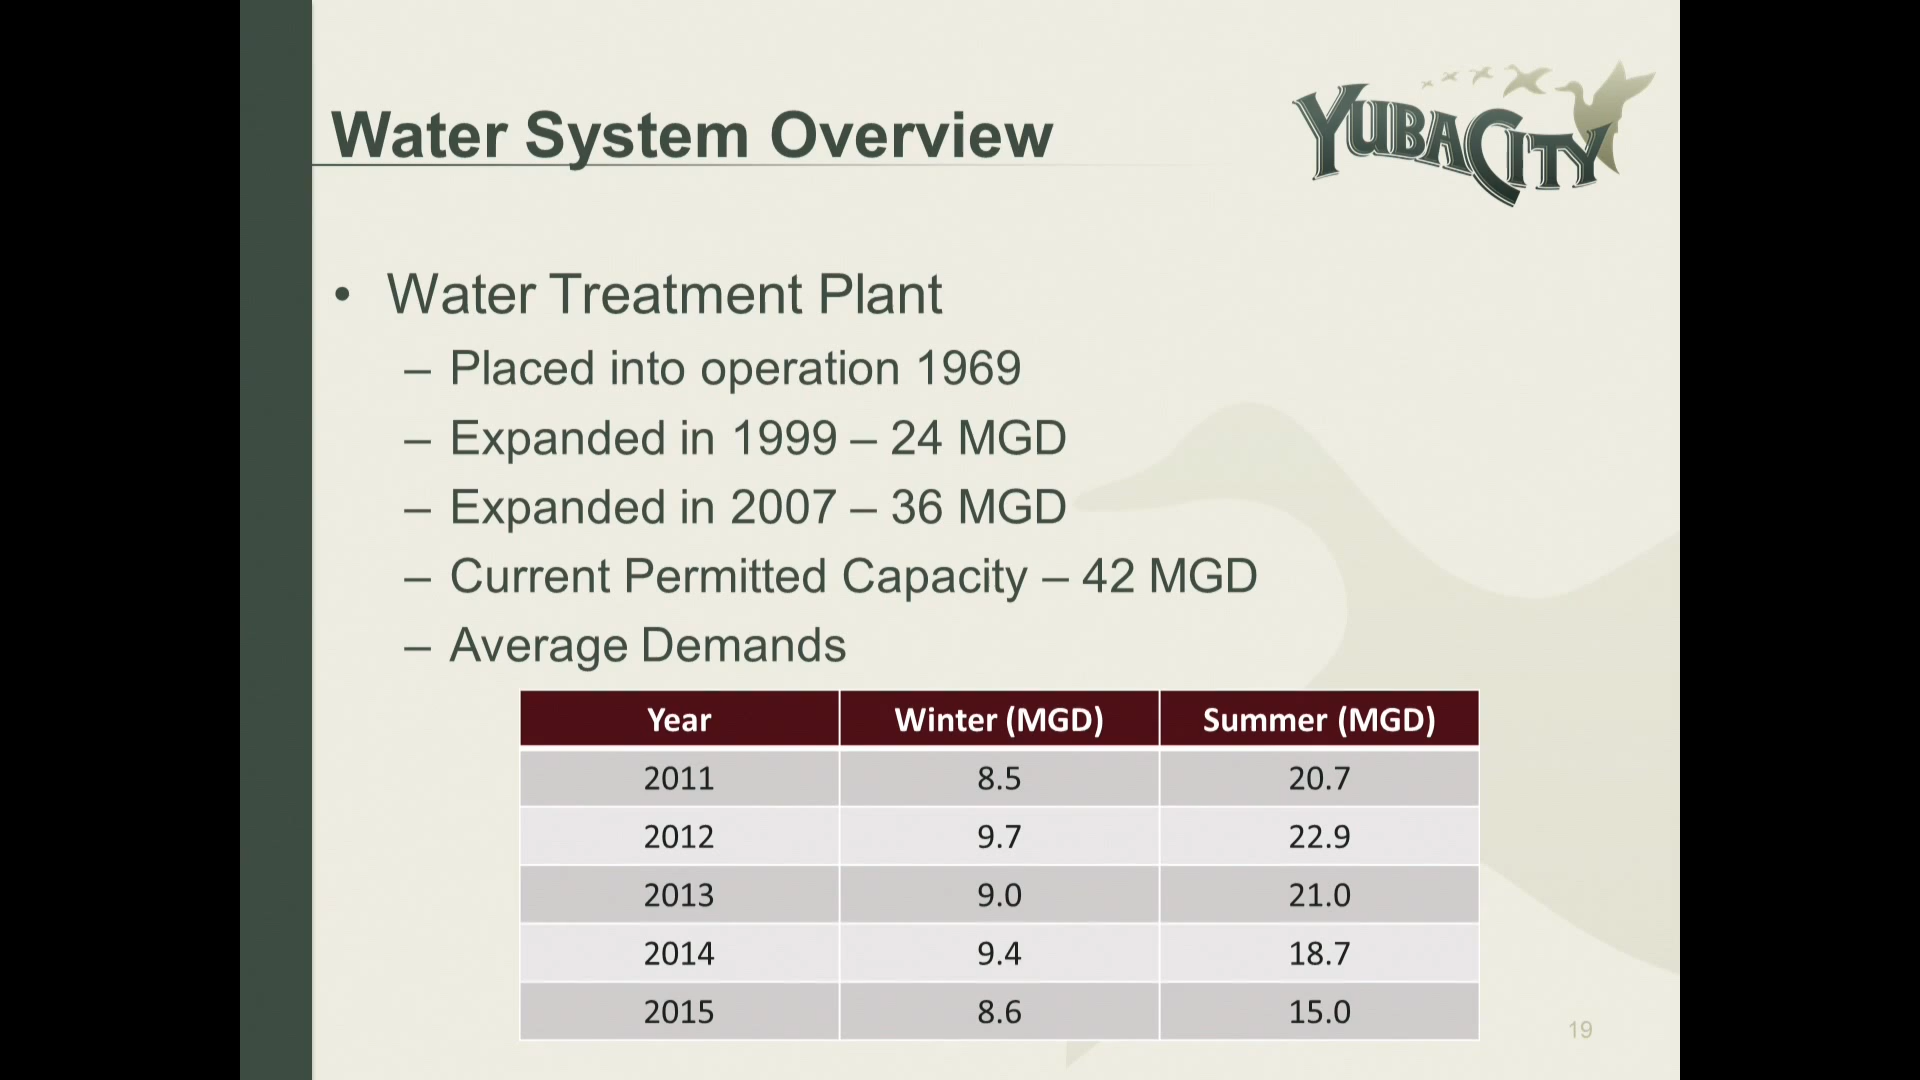 YUBA CITY
Water System Overview
• Water Treatment Plant
– Placed into operation 1969
– Expanded in 1999 – 24 MGD
– Expanded in 2007 – 36 MGD
– Current Permitted Capacity – 42 MGD
– Average Demands
Year Winter (MGD) Summer (MGD)
2011 8.5 20.7
2012 9.7 22.9
2013 9.0 21.0
2014 9.4 18.7
2015 8.6 15.0
19